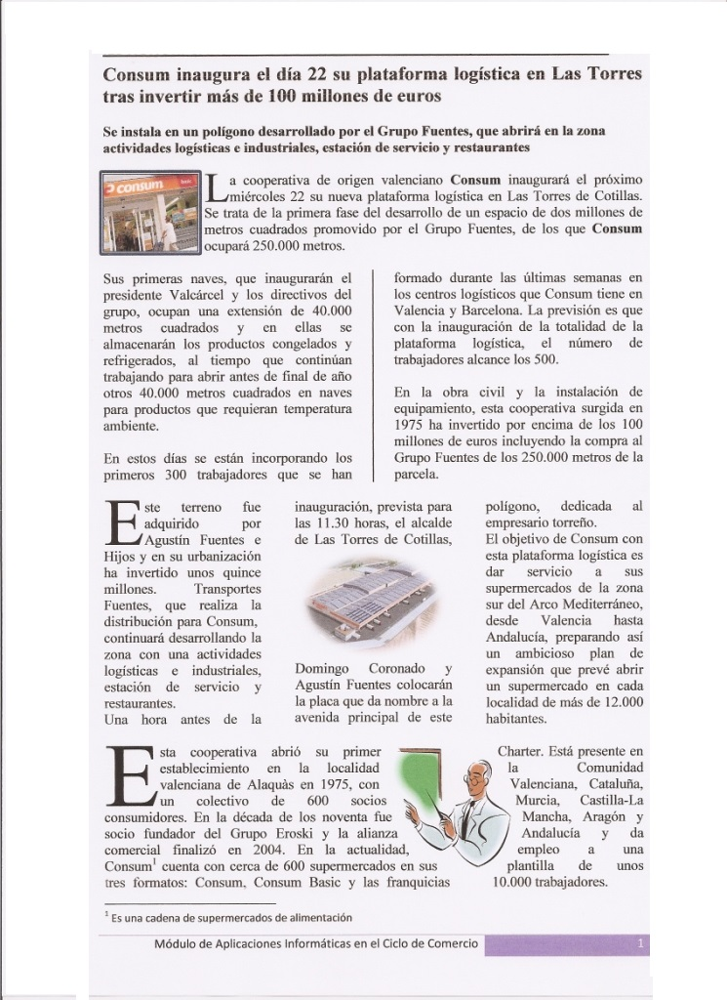 Consum inaugura el día 22 su plataforma logística en Las Torres
tras invertir más de 100 millones de euros
Se instala en un polígono desarrollado por el Grupo Fuentes, que abrirá en la zona
actividades logísticas e industriales, estación de servicio y restaurantes
consum basic
La cooperativa de origen valenciano Consum inaugurará el próximo
miércoles 22 su nueva plataforma logística en Las Torres de Cotillas.
Se trata de la primera fase del desarrollo de un espacio de dos millones de
metros cuadrados promovido por el Grupo Fuentes, de los que Consum
ocupará 250.000 metros.
Sus primeras naves, que inaugurarán el
presidente Valcárcel y los directivos del
grupo, ocupan una extensión de 40.000
metros cuadrados y en ellas se
almacenarán los productos congelados y
refrigerados, al tiempo que continúan
trabajando para abrir antes de final de año
otros 40.000 metros cuadrados en naves
para productos que requieran temperatura
ambiente.
En estos días se están incorporando los
primeros 300 trabajadores que se han
formado durante las últimas semanas en
los centros logísticos que Consum tiene en
Valencia y Barcelona. La previsión es que
con la inauguración de la totalidad de la
plataforma logística, el número de
trabajadores alcance los 500.
En la obra civil y la instalación de
equipamiento, esta cooperativa surgida en
1975 ha invertido por encima de los 100
millones de euros incluyendo la compra al
Grupo Fuentes de los 250.000 metros de la
parcela.
Este terreno fue
adquirido por
Agustín Fuentes e
Hijos y en su urbanización
ha invertido unos quince
millones. Transportes
Fuentes, que realiza la
distribución para Consum,
continuará desarrollando la
zona con una actividades
logísticas e industriales,
estación de servicio y
restaurantes.
Una hora antes de la
inauguración, prevista para
las 11.30 horas, el alcalde
de Las Torres de Cotillas,
Domingo Coronado y
Agustín Fuentes colocarán
la placa que da nombre a la
avenida principal de este
polígono, dedicada al
empresario torreño.
El objetivo de Consum con
esta plataforma logística es
dar servicio a sus
supermercados de la zona
sur del Arco Mediterráneo,
desde Valencia hasta
Andalucía, preparando así
un ambicioso plan de
expansión que prevé abrir
un supermercado en cada
localidad de más de 12.000
habitantes.
Esta cooperativa abrió su primer
establecimiento en la localidad
valenciana de Alaquàs en 1975, con
un colectivo de 600 socios
consumidores. En la década de los noventa fue
socio fundador del Grupo Eroski y la alianza
comercial finalizó en 2004. En la actualidad,
Consum¹ cuenta con cerca de 600 supermercados en sus
tres formatos: Consum, Consum Basic y las franquicias
Charter. Está presente en
la Comunidad
Valenciana, Cataluña,
Murcia, Castilla-La
Mancha, Aragón y
Andalucía y da
empleo a una
plantilla de unos
10.000 trabajadores.
¹ Es una cadena de supermercados de alimentación
Módulo de Aplicaciones Informáticas en el Ciclo de Comercio 1